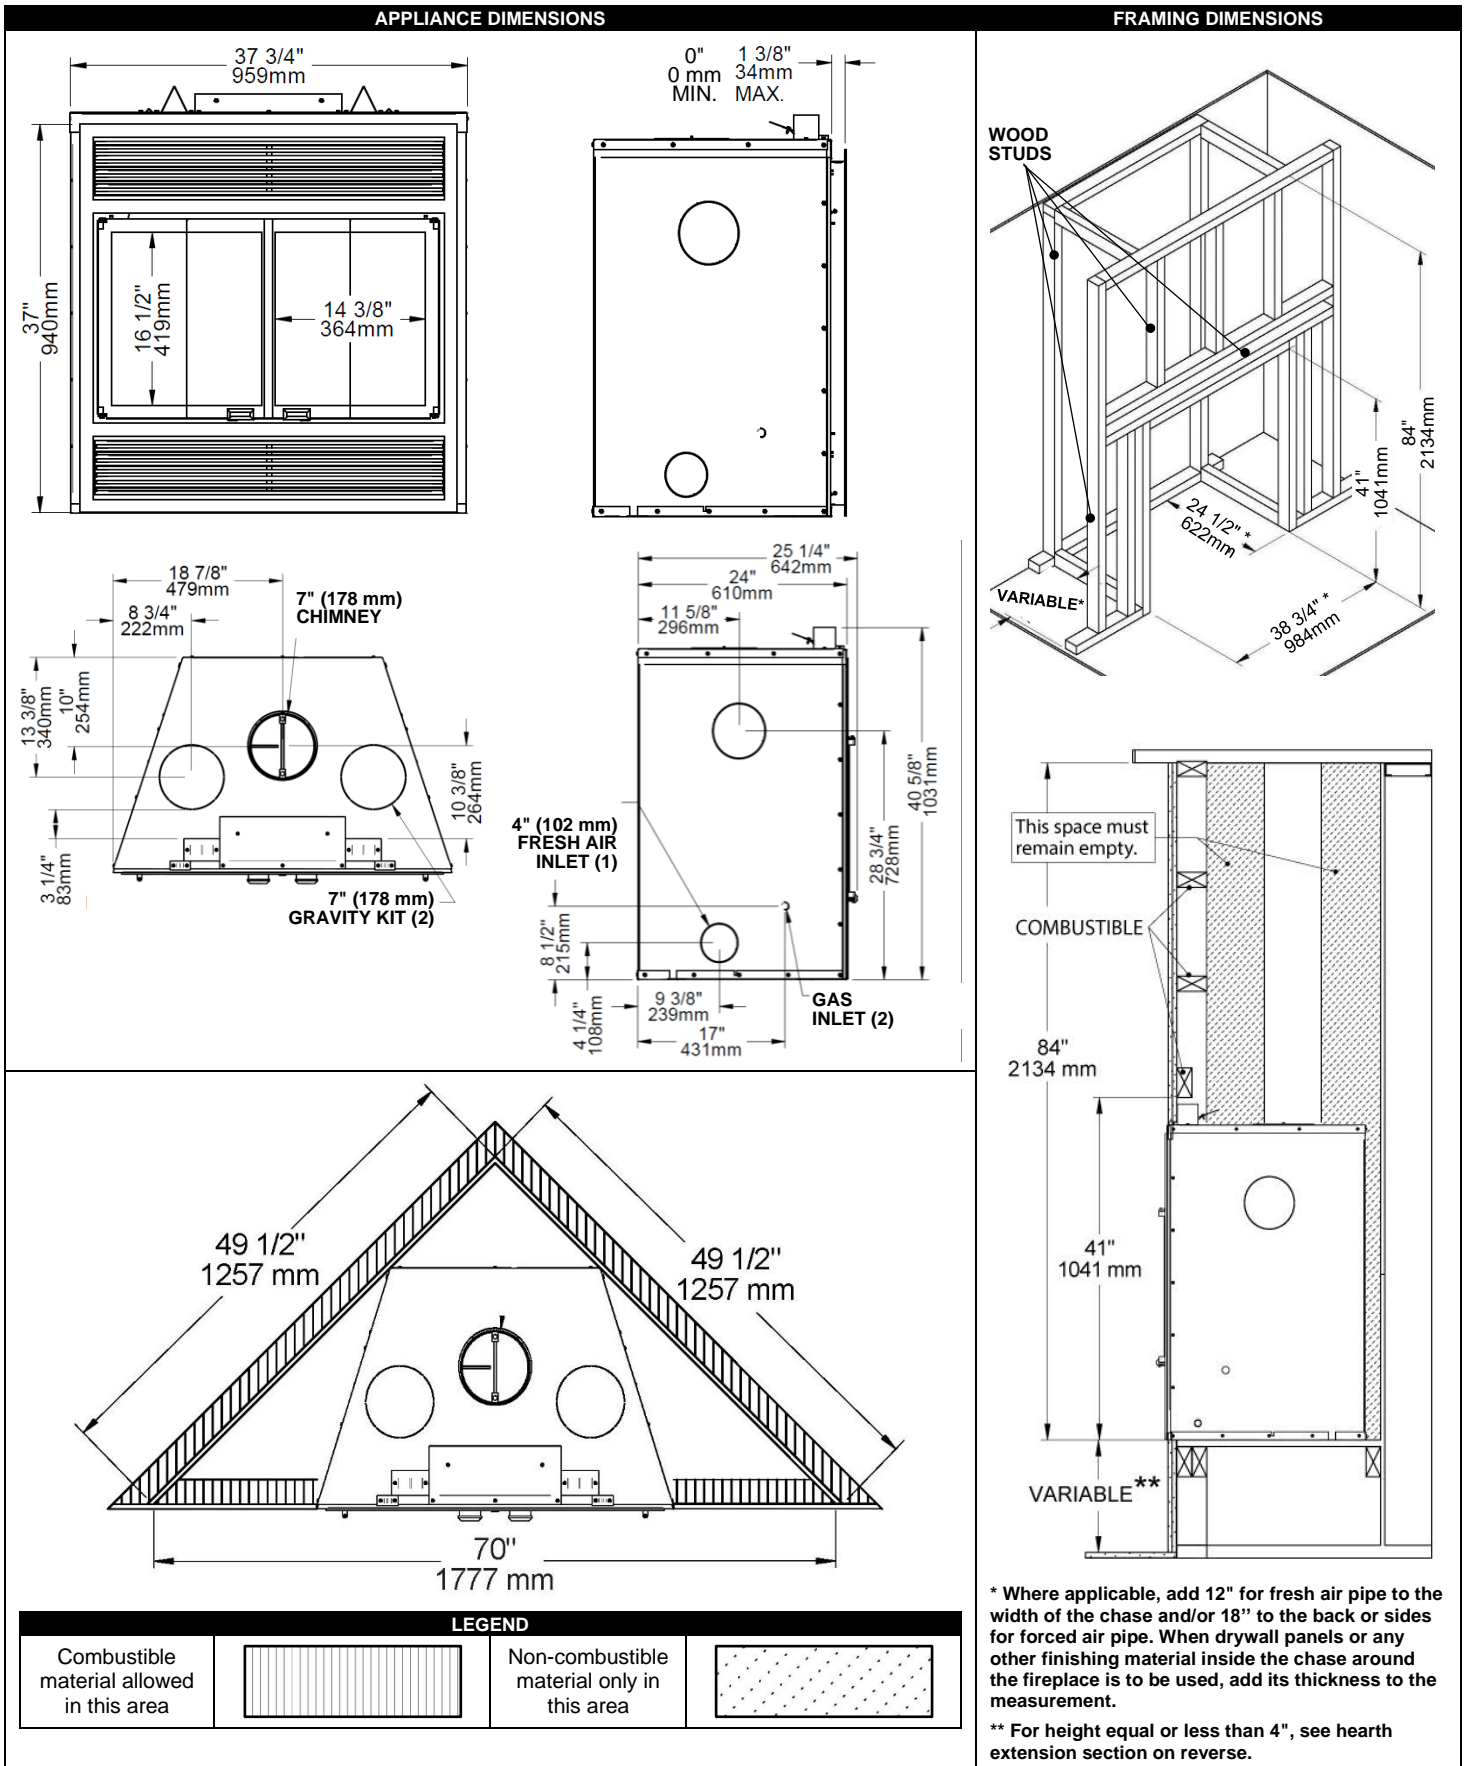 APPLIANCE DIMENSIONS
37 3/4"
959mm
0"
0 mm
MIN.
1 3/8"
34mm
MAX.
37"
940mm
16 1/2"
419mm
14 3/8"
364mm
18 7/8"
479mm
8 3/4"
222mm
7" (178 mm)
CHIMNEY
13 3/8"
340mm
10"
254mm
10 3/8"
264mm
3 1/4"
83mm
7" (178 mm)
GRAVITY KIT (2)
25 1/4"
642mm
24"
610mm
11 5/8"
296mm
4" (102 mm)
FRESH AIR
INLET (1)
40 5/8"
1031mm
28 3/4"
728mm
8 1/2"
215mm
4 1/4"
108mm
9 3/8"
239mm
17"
431mm
GAS
INLET (2)
49 1/2"
1257 mm
49 1/2"
1257 mm
70"
1777 mm
LEGEND
Combustible
material allowed
in this area
Non-combustible
material only in
this area
FRAMING DIMENSIONS
WOOD
STUDS
84"
2134mm
41"
1041mm
24 1/2" *
622mm
VARIABLE*
38 3/4" *
984mm
This space must
remain empty.
COMBUSTIBLE
84"
2134 mm
41"
1041 mm
VARIABLE**
* Where applicable, add 12" for fresh air pipe to the
width of the chase and/or 18’’ to the back or sides
for forced air pipe. When drywall panels or any
other finishing material inside the chase around
the fireplace is to be used, add its thickness to the
measurement.
** For height equal or less than 4", see hearth
extension section on reverse.